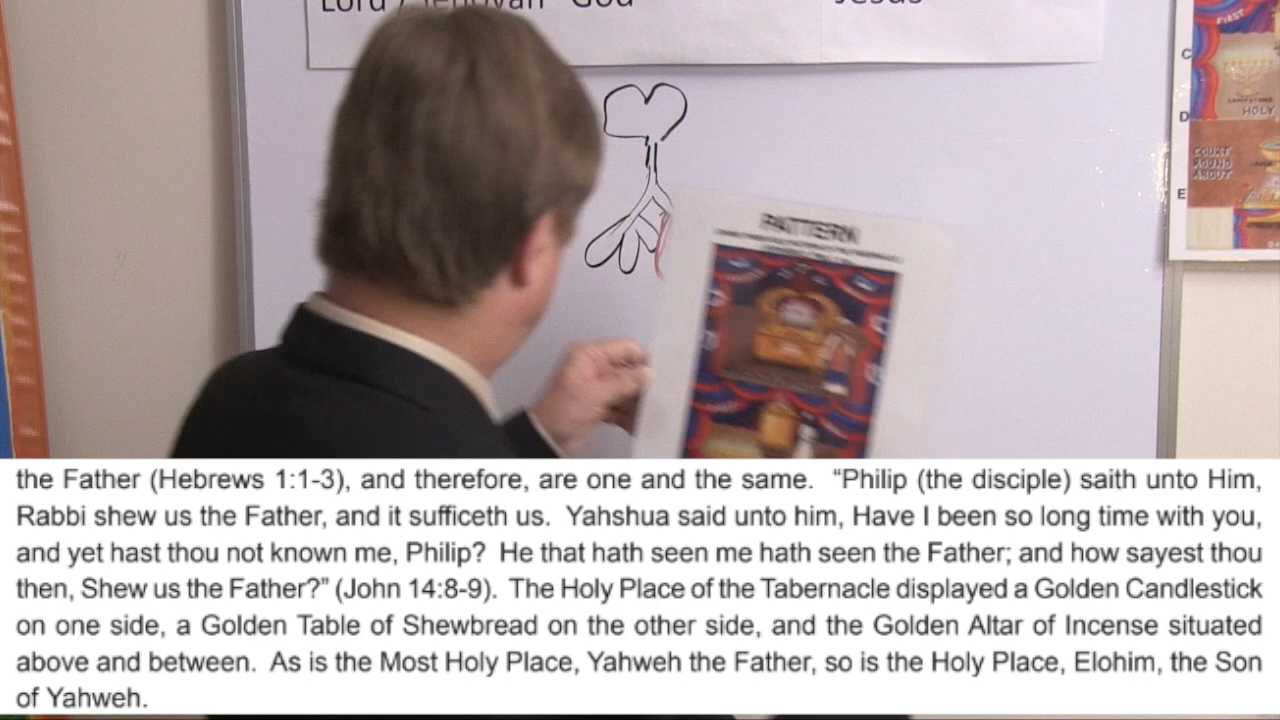 Lord / Jehovah God Jesus
FIRST
C
HOLY
D
COURT
ROUND
ABOUT
E
PATTERN
the Father (Hebrews 1:1-3), and therefore, are one and the same. “Philip (the disciple) saith unto Him,
Rabbi shew us the Father, and it sufficeth us. Yahshua said unto him, Have I been so long time with you,
and yet hast thou not known me, Philip? He that hath seen me hath seen the Father; and how sayest thou
then, Shew us the Father?” (John 14:8-9). The Holy Place of the Tabernacle displayed a Golden Candlestick
on one side, a Golden Table of Shewbread on the other side, and the Golden Altar of Incense situated
above and between. As is the Most Holy Place, Yahweh the Father, so is the Holy Place, Elohim, the Son
of Yahweh.